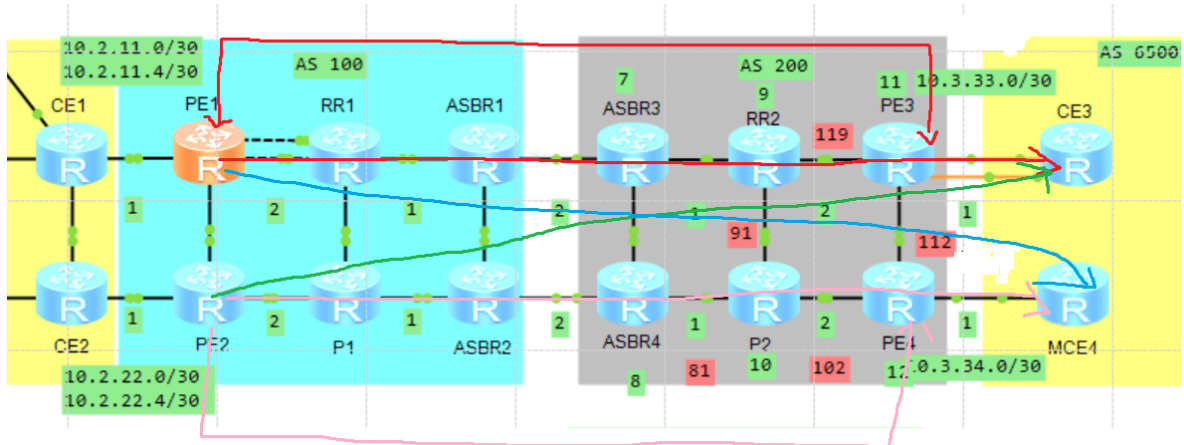 10.2.11.0/30
10.2.11.4/30
AS 100
AS 200
AS 6500
CE1
PE1
RR1
ASBR1
7
ASBR3
9
RR2
11
PE3
10.3.33.0/30
CE3
119
R
R
R
R
R
R
R
R
1
2
1
2
1
2
1
91
112
R
R
R
R
R
R
R
R
1
2
1
2
1
2
1
CE2
PE2
P1
ASBR2
ASBR4
P2
PE4
MCE4
10.2.22.0/30
10.2.22.4/30
8
81
10
102
12
10.3.34.0/30